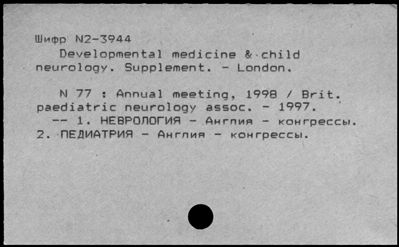 Шифр N2-3944
Developmental medicine & child
neurology. Supplement. - London.
N 77 : Annual meeting, 1998 / Brit.
paediatric neurology assoc. - 1997.
-- 1. НЕВРОЛОГИЯ - Англия - конгрессы.
2. ПЕДИАТРИЯ - Англия - конгрессы.